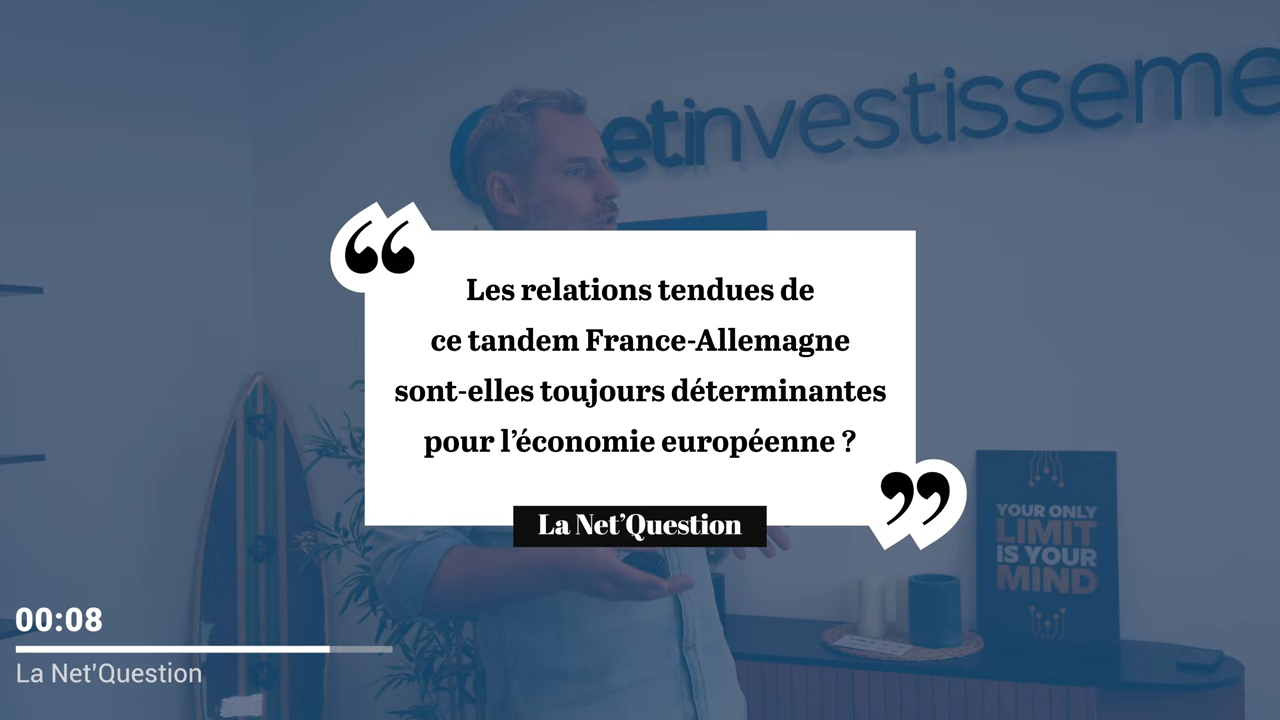 etinvestisseme
Les relations tendues de
ce tandem France-Allemagne
sont-elles toujours déterminantes
pour l’économie européenne ?
La Net’Question
YOUR ONLY
LIMIT
IS YOUR
MIND
00:08
La Net'Question